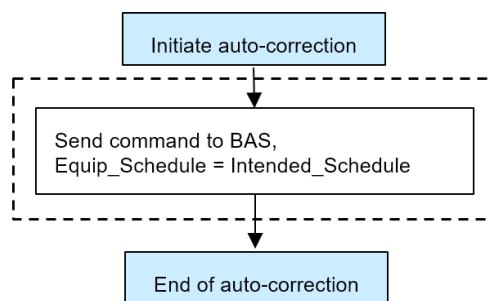 Initiate auto-correction
Send command to BAS,
Equip_Schedule = Intended_Schedule
End of auto-correction